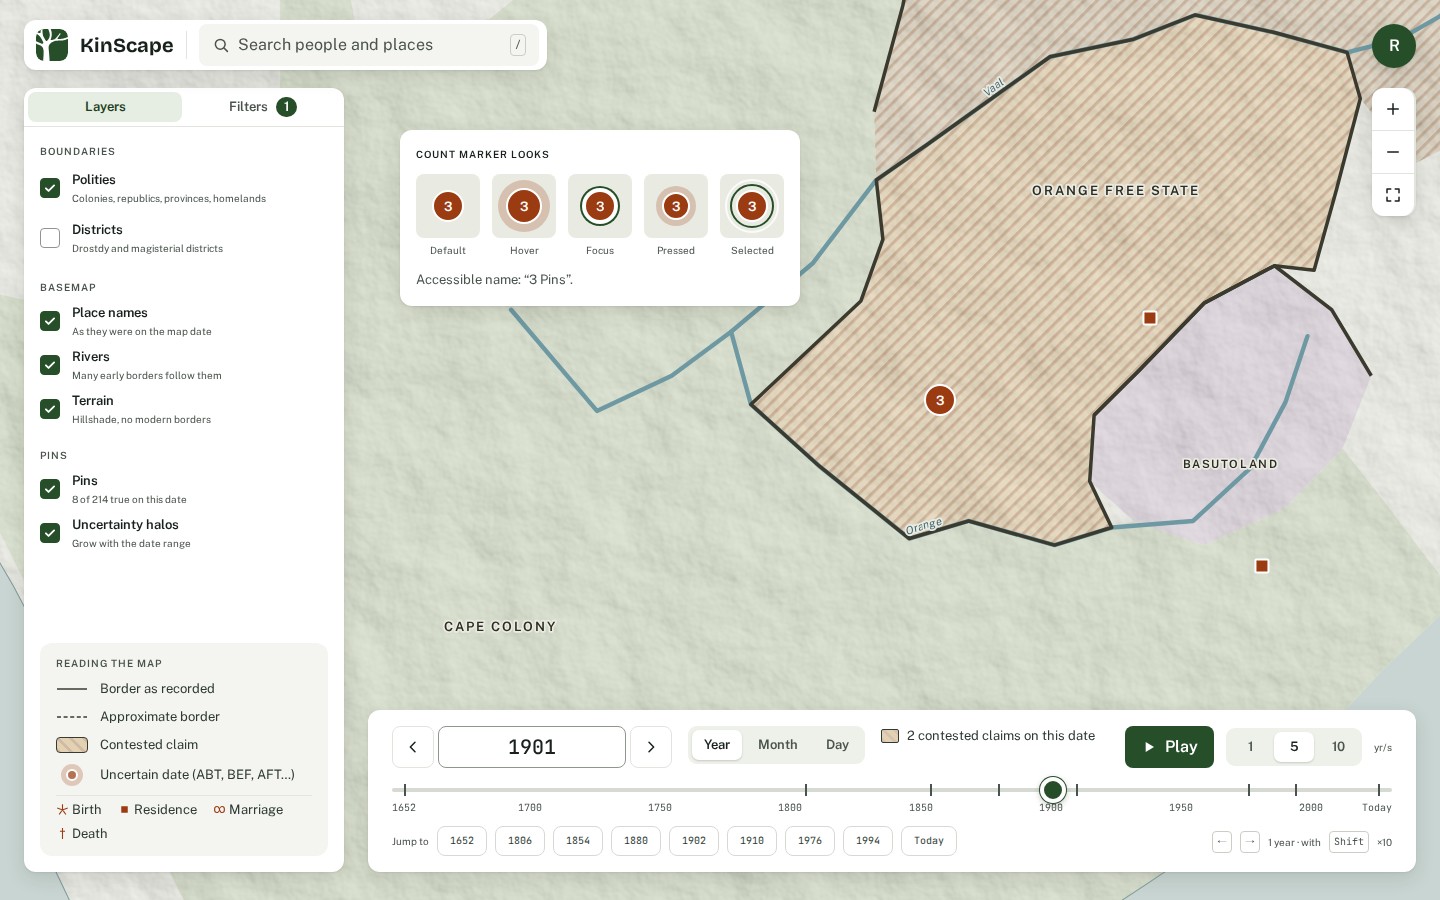 KinScape
Search people and places
/
R
Layers
Filters 1
BOUNDARIES
Polities
Colonies, republics, provinces, homelands
Districts
Drostdy and magisterial districts
BASEMAP
Place names
As they were on the map date
Rivers
Many early borders follow them
Terrain
Hillshade, no modern borders
PINS
Pins
8 of 214 true on this date
Uncertainty halos
Grow with the date range
READING THE MAP
Border as recorded
Approximate border
Contested claim
Uncertain date (ABT, BEF, AFT…)
Birth
Residence
Marriage
Death
COUNT MARKER LOOKS
3 3 3 3 3
Default Hover Focus Pressed Selected
Accessible name: “3 Pins”.
Vaal
ORANGE FREE STATE
3
BASUTOLAND
Orange
CAPE COLONY
1901
Year Month Day
2 contested claims on this date
Play
1 5 10 yr/s
1652 1700 1750 1800 1850 1900 1950 2000 Today
Jump to 1652 1806 1854 1880 1902 1910 1976 1994 Today
← → 1 year · with Shift ×10